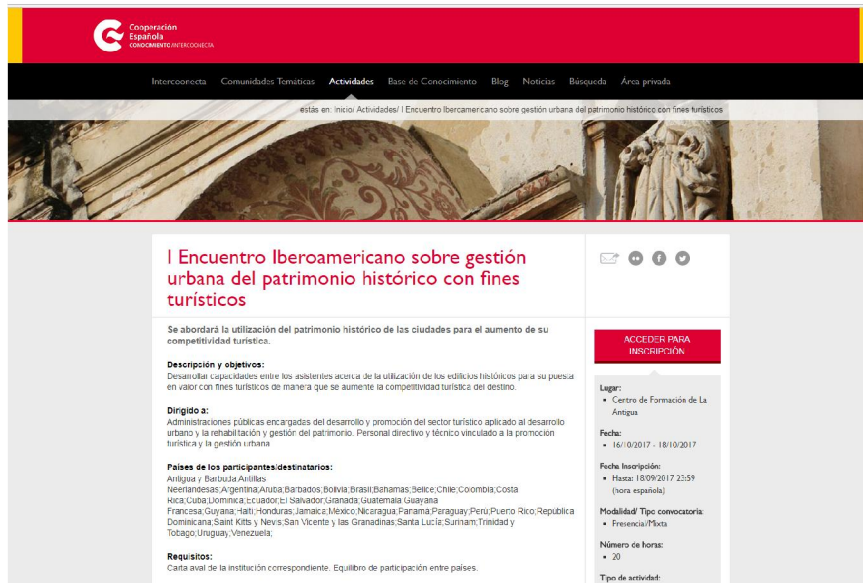 Cooperación
Española
CONOCIMIENTO/INTERCOONECTA
Intercoonecta Comunidades Temáticas Actividades Base de Conocimiento Blog Noticias Búsqueda Área privada
estás en: Inicio/ Actividades/ I Encuentro Iberoamericano sobre gestión urbana del patrimonio histórico con fines turísticos
I Encuentro Iberoamericano sobre gestión
urbana del patrimonio histórico con fines
turísticos
Se abordará la utilización del patrimonio histórico de las ciudades para el aumento de su
competitividad turística.
Descripción y objetivos:
Desarrollar capacidades entre los asistentes acerca de la utilización de los edificios históricos para su puesta
en valor con fines turísticos de manera que se aumente la competitividad turística del destino.
Dirigido a:
Administraciones públicas encargadas del desarrollo y promoción del sector turístico aplicado al desarrollo
urbano y la rehabilitación y gestión del patrimonio. Personal directivo y técnico vinculado a la promoción
turística y la gestión urbana
Países de los participantes/destinatarios:
Antigua y Barbuda;Antillas
Neerlandesas;Argentina;Aruba;Barbados;Bolivia;Brasil;Bahamas;Belice;Chile;Colombia;Costa
Rica;Cuba;Dominica;Ecuador;El Salvador;Granada;Guatemala;Guayana
Francesa;Guyana;Haití;Honduras;Jamaica;México;Nicaragua;Panamá;Paraguay;Perú;Puerto Rico;República
Dominicana;Saint Kitts y Nevis;San Vicente y las Granadinas;Santa Lucía;Surinam;Trinidad y
Tobago;Uruguay;Venezuela;
Requisitos:
Carta aval de la institución correspondiente. Equilibro de participación entre países.
ACCEDER PARA
INSCRIPCIÓN
Lugar:
Centro de Formación de La
Antigua
Fecha:
16/10/2017 - 18/10/2017
Fecha Inscripción:
Hasta: 18/09/2017 23:59
(hora española)
Modalidad/ Tipo convocatoria:
Presencial/Mixta
Número de horas:
20
Tipo de actividad: